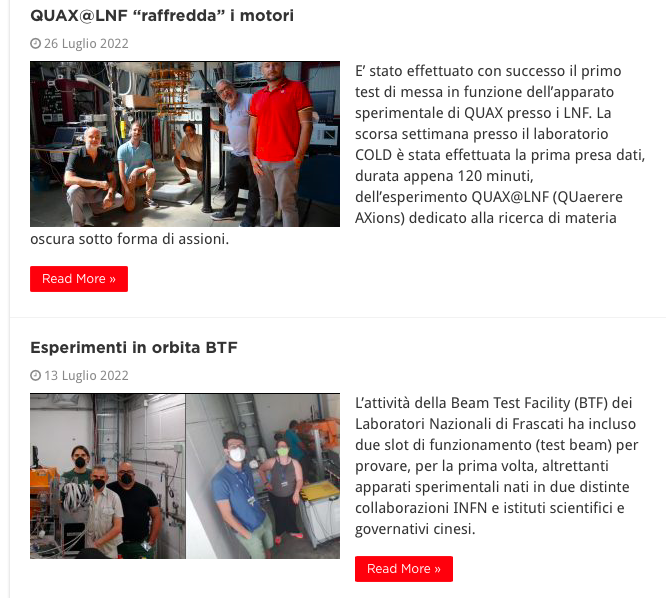 QUAX@LNF “raffredda” i motori
26 Luglio 2022
E’ stato effettuato con successo il primo
test di messa in funzione dell’apparato
sperimentale di QUAX presso i LNF. La
scorsa settimana presso il laboratorio
COLD è stata effettuata la prima presa dati,
durata appena 120 minuti,
dell’esperimento QUAX@LNF (QUaerere
AXions) dedicato alla ricerca di materia
oscura sotto forma di assioni.
Read More »
Esperimenti in orbita BTF
13 Luglio 2022
L’attività della Beam Test Facility (BTF) dei
Laboratori Nazionali di Frascati ha incluso
due slot di funzionamento (test beam) per
provare, per la prima volta, altrettanti
apparati sperimentali nati in due distinte
collaborazioni INFN e istituti scientifici e
governativi cinesi.
Read More »